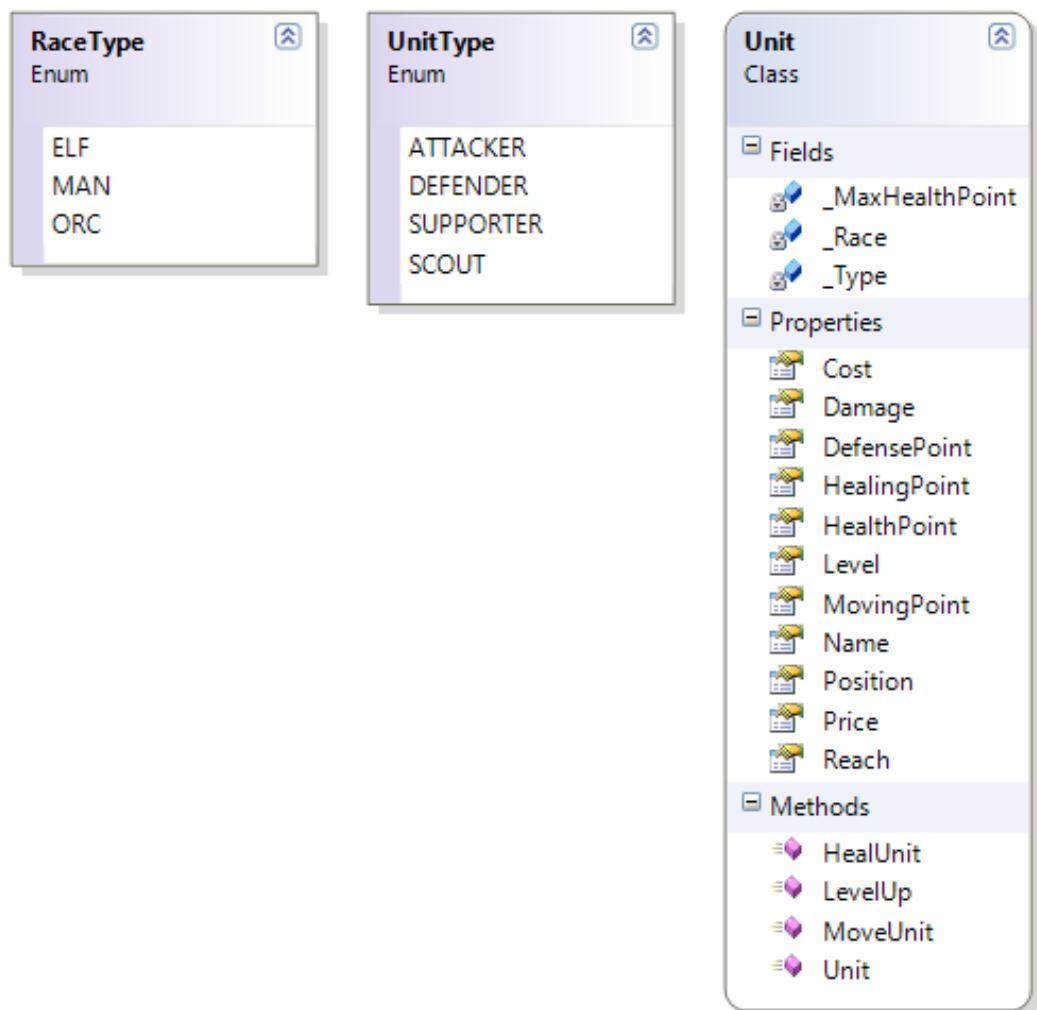 RaceType
Enum
ELF
MAN
ORC
UnitType
Enum
ATTACKER
DEFENDER
SUPPORTER
SCOUT
Unit
Class
Fields
_MaxHealthPoint
_Race
_Type
Properties
Cost
Damage
DefensePoint
HealingPoint
HealthPoint
Level
MovingPoint
Name
Position
Price
Reach
Methods
HealUnit
LevelUp
MoveUnit
Unit